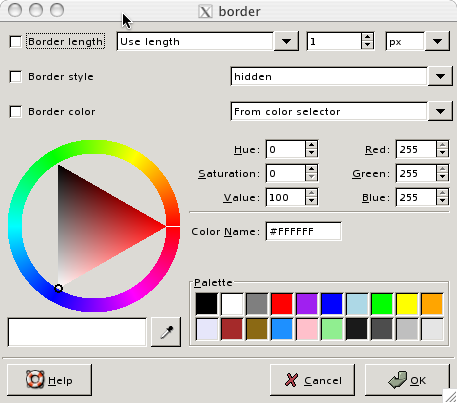 border
Border length Use length 1 px
Border style hidden
Border color From color selector
Hue: 0 Red: 255
Saturation: 0 Green: 255
Value: 100 Blue: 255
Color Name: #FFFFFF
Palette
Help Cancel OK